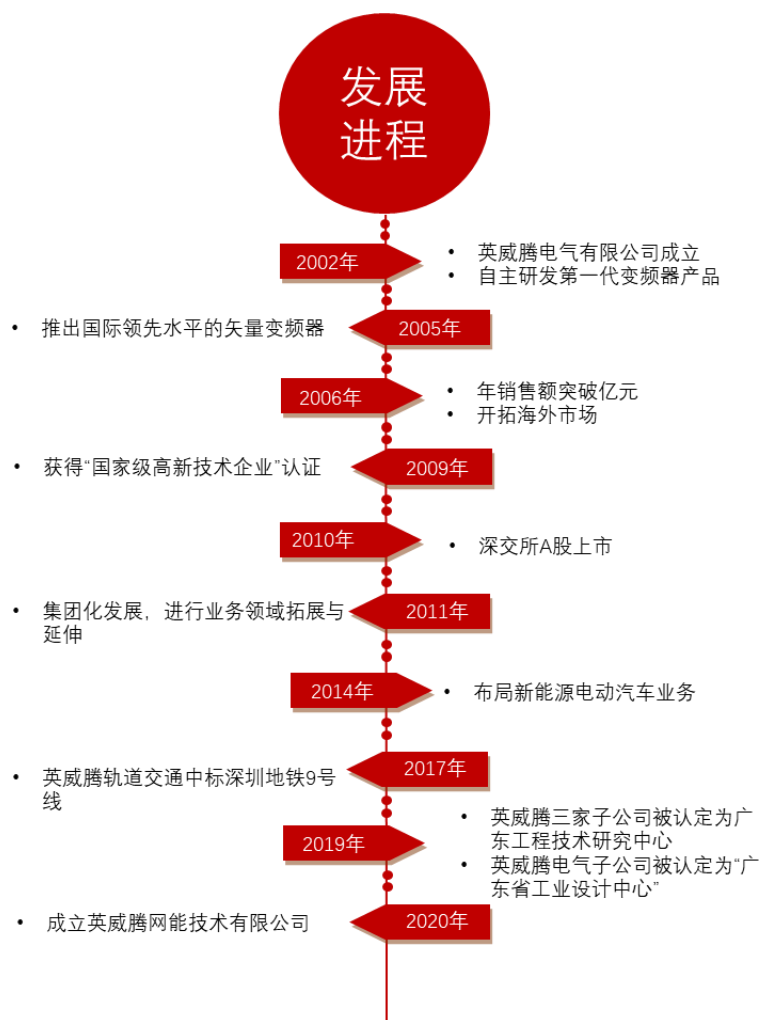 发展
进程
2002年
• 英威腾电气有限公司成立
• 自主研发第一代变频器产品
2005年
• 推出国际领先水平的矢量变频器
2006年
• 年销售额突破亿元
• 开拓海外市场
2009年
• 获得“国家级高新技术企业”认证
2010年
• 深交所A股上市
2011年
• 集团化发展，进行业务领域拓展与
延伸
2014年
• 布局新能源电动汽车业务
2017年
• 英威腾轨道交通中标深圳地铁9号
线
2019年
• 英威腾三家子公司被认定为广
东工程技术研究中心
• 英威腾电气子公司被认定为“广
东省工业设计中心”
2020年
• 成立英威腾网能技术有限公司